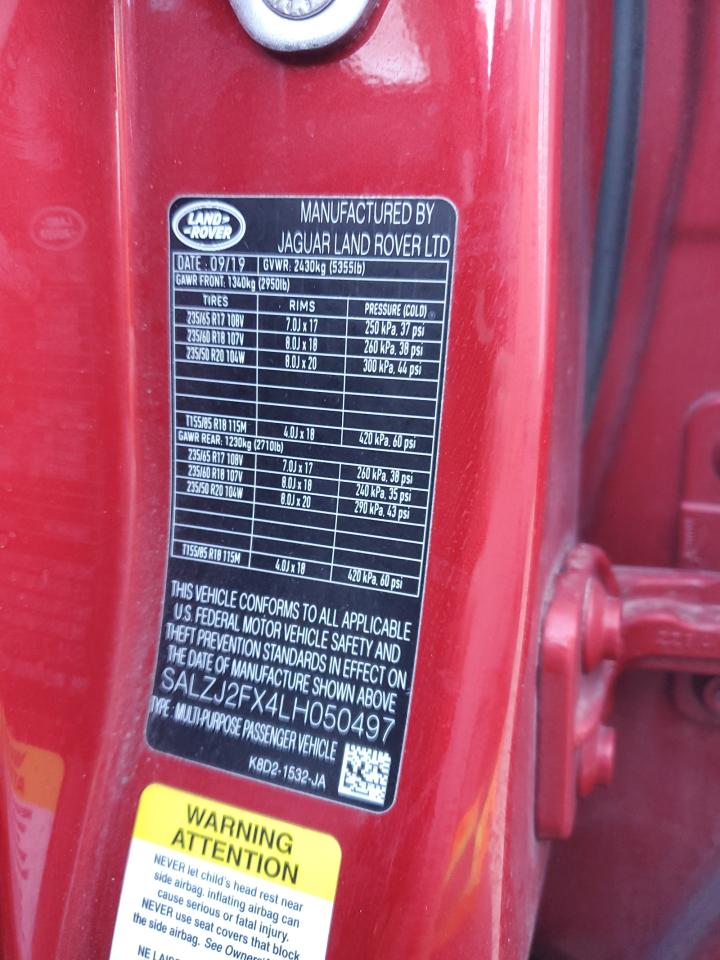 LAND-
-ROVER
MANUFACTURED BY
JAGUAR LAND ROVER LTD
DATE : 09/19 GVWR: 2430kg (5355lb)
GAWR FRONT: 1340kg (2950lb)
TIRES RIMS PRESSURE (COLD)
235/65 R17 108V 7.0J x 17 250 kPa, 37 psi
235/60 R18 107V 8.0J x 18 260 kPa, 38 psi
235/50 R20 104W 8.0J x 20 300 kPa, 44 psi
T155/85 R18 115M 4.0J x 18 420 kPa, 60 psi
GAWR REAR: 1230kg (2710lb)
235/65 R17 108V 7.0J x 17 260 kPa, 38 psi
235/60 R18 107V 8.0J x 18 240 kPa, 35 psi
235/50 R20 104W 8.0J x 20 290 kPa, 43 psi
T155/85 R18 115M 4.0J x 18 420 kPa, 60 psi
THIS VEHICLE CONFORMS TO ALL APPLICABLE
U.S. FEDERAL MOTOR VEHICLE SAFETY AND
THEFT PREVENTION STANDARDS IN EFFECT ON
THE DATE OF MANUFACTURE SHOWN ABOVE
SALZJ2FX4LH050497
TYPE : MULTI-PURPOSE PASSENGER VEHICLE
K8D2-1532-JA
WARNING
ATTENTION
NEVER let child's head rest near
side airbag. inflating airbag can
cause serious or fatal injury.
NEVER use seat covers that block
the side airbag. See Owner's